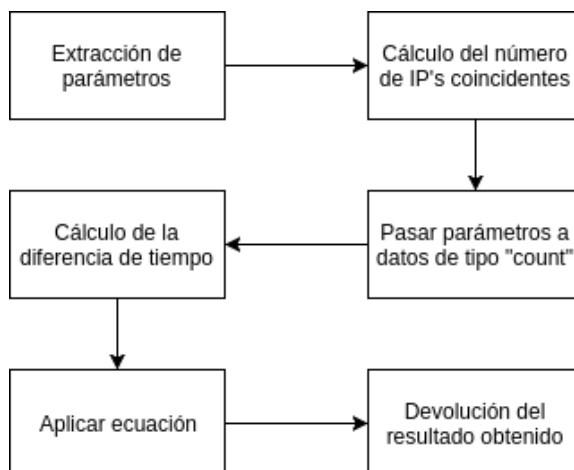 Extracción de
parámetros
Cálculo del número
de IP's coincidentes
Pasar parámetros a
datos de tipo "count"
Cálculo de la
diferencia de tiempo
Aplicar ecuación
Devolución del
resultado obtenido